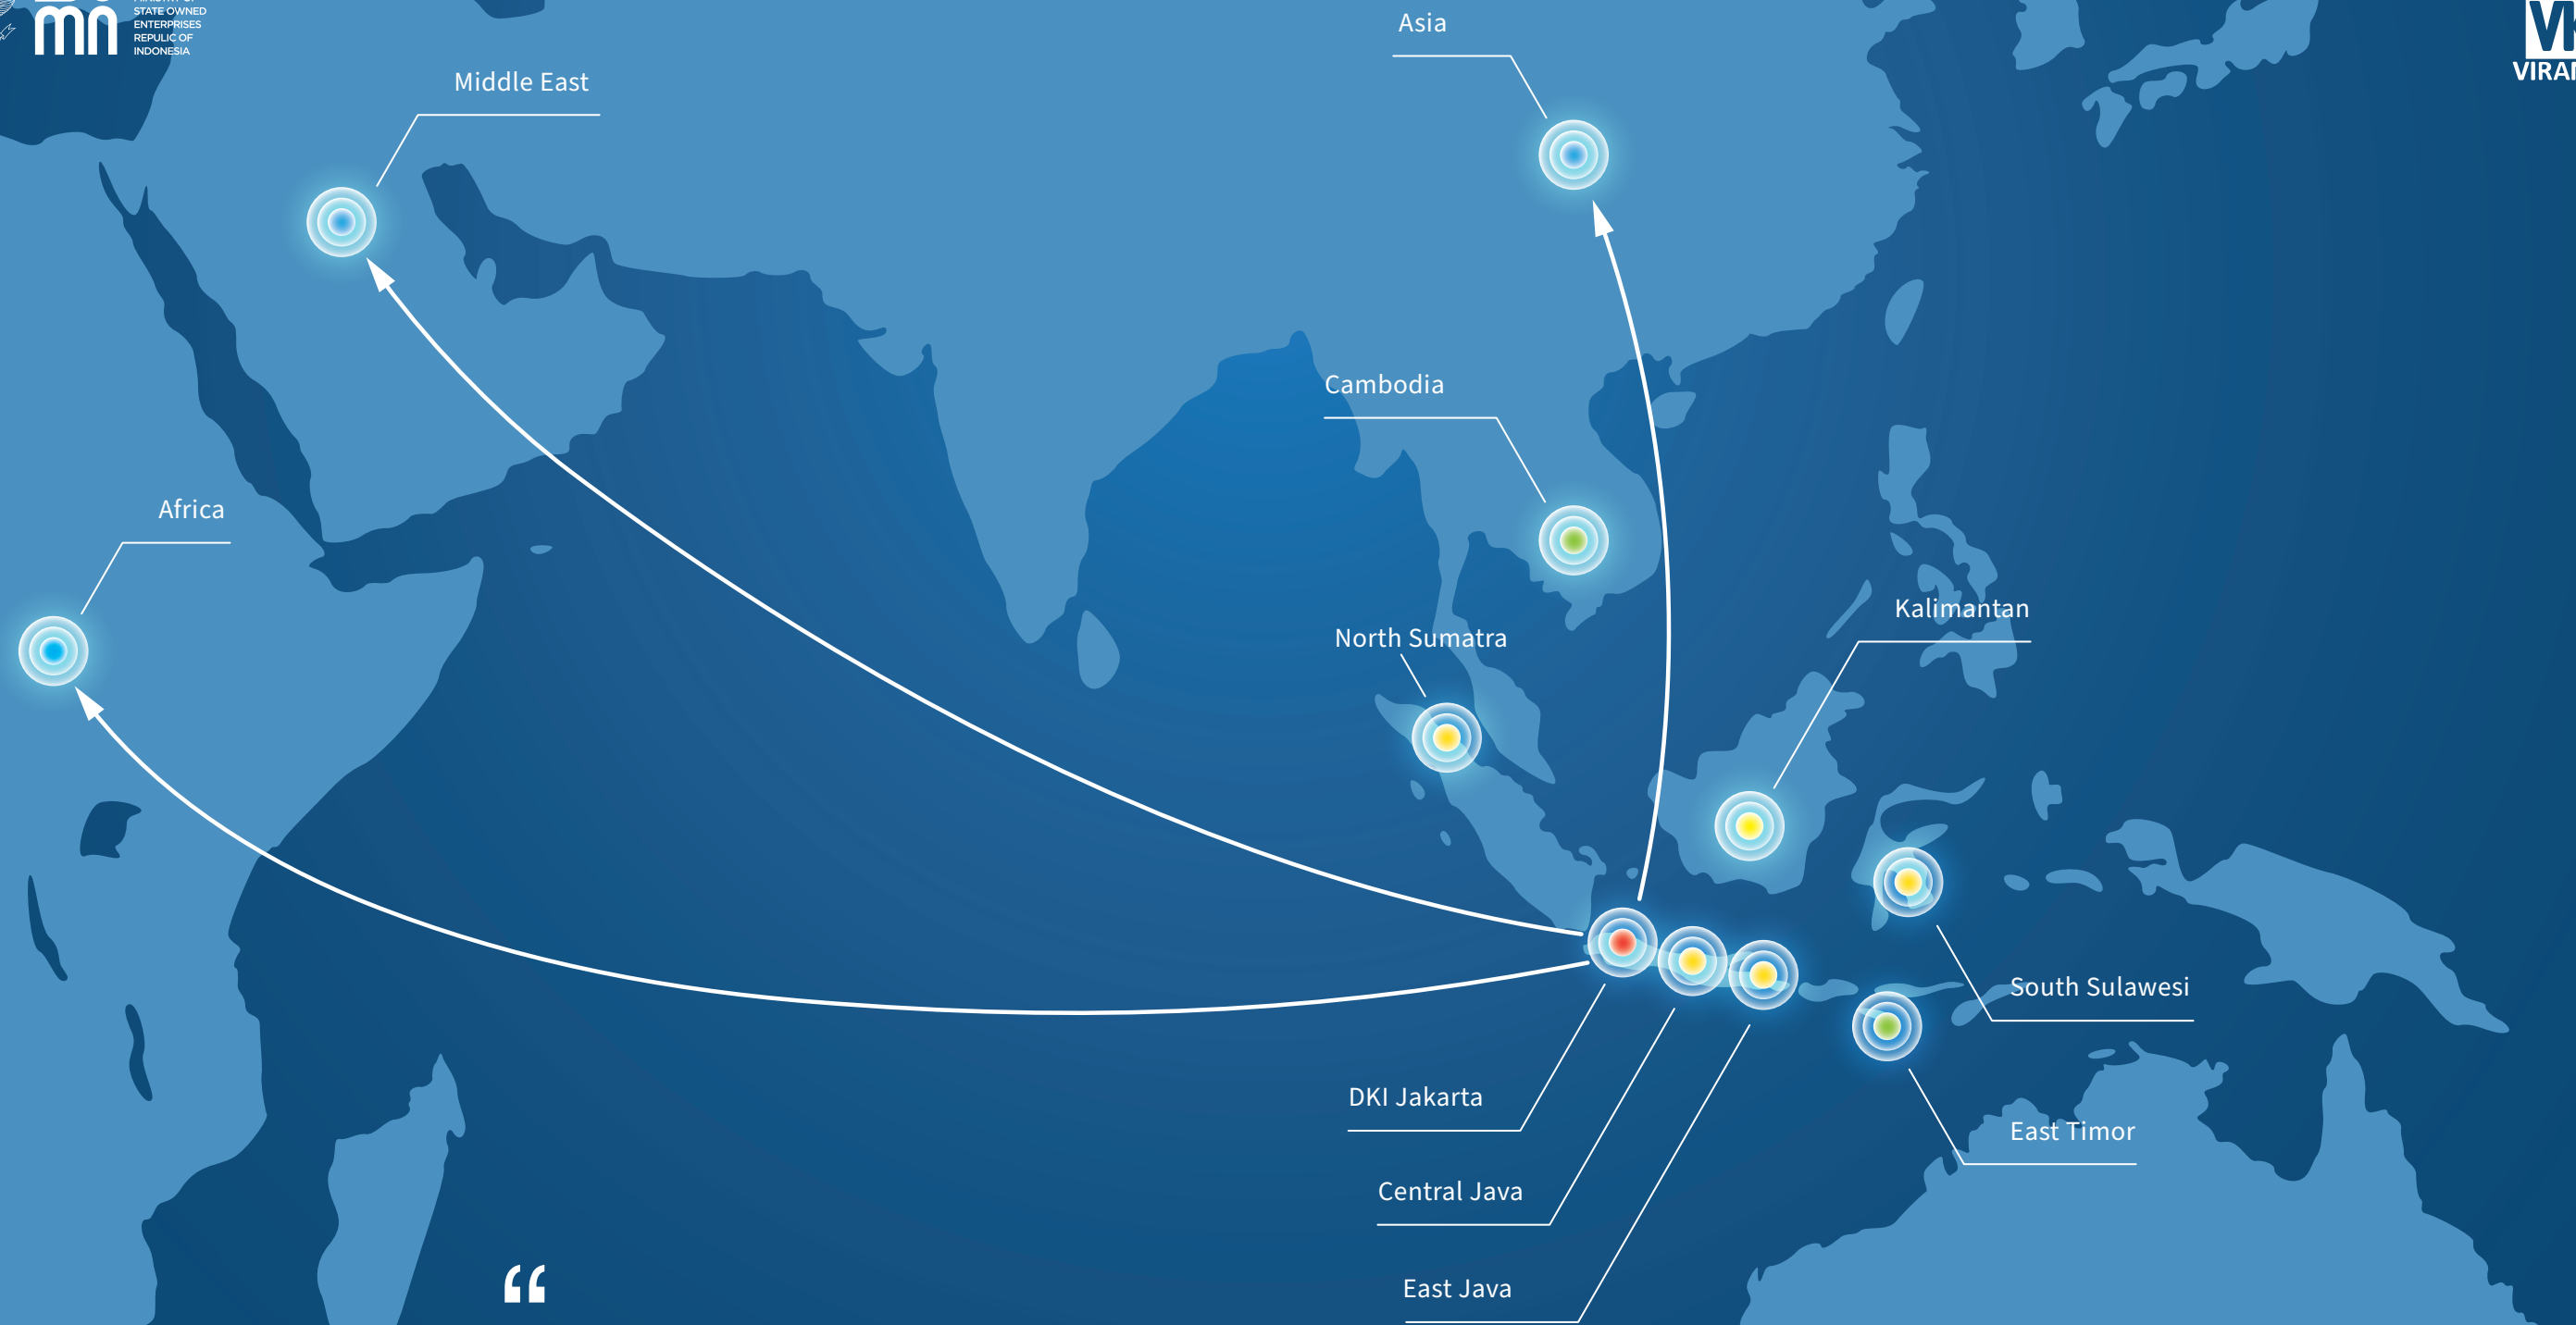 STATE OWNED
ENTERPRISES
REPULIC OF
INDONESIA
Asia
Middle East
Cambodia
Africa
Kalimantan
North Sumatra
South Sulawesi
DKI Jakarta
East Timor
Central Java
East Java
“